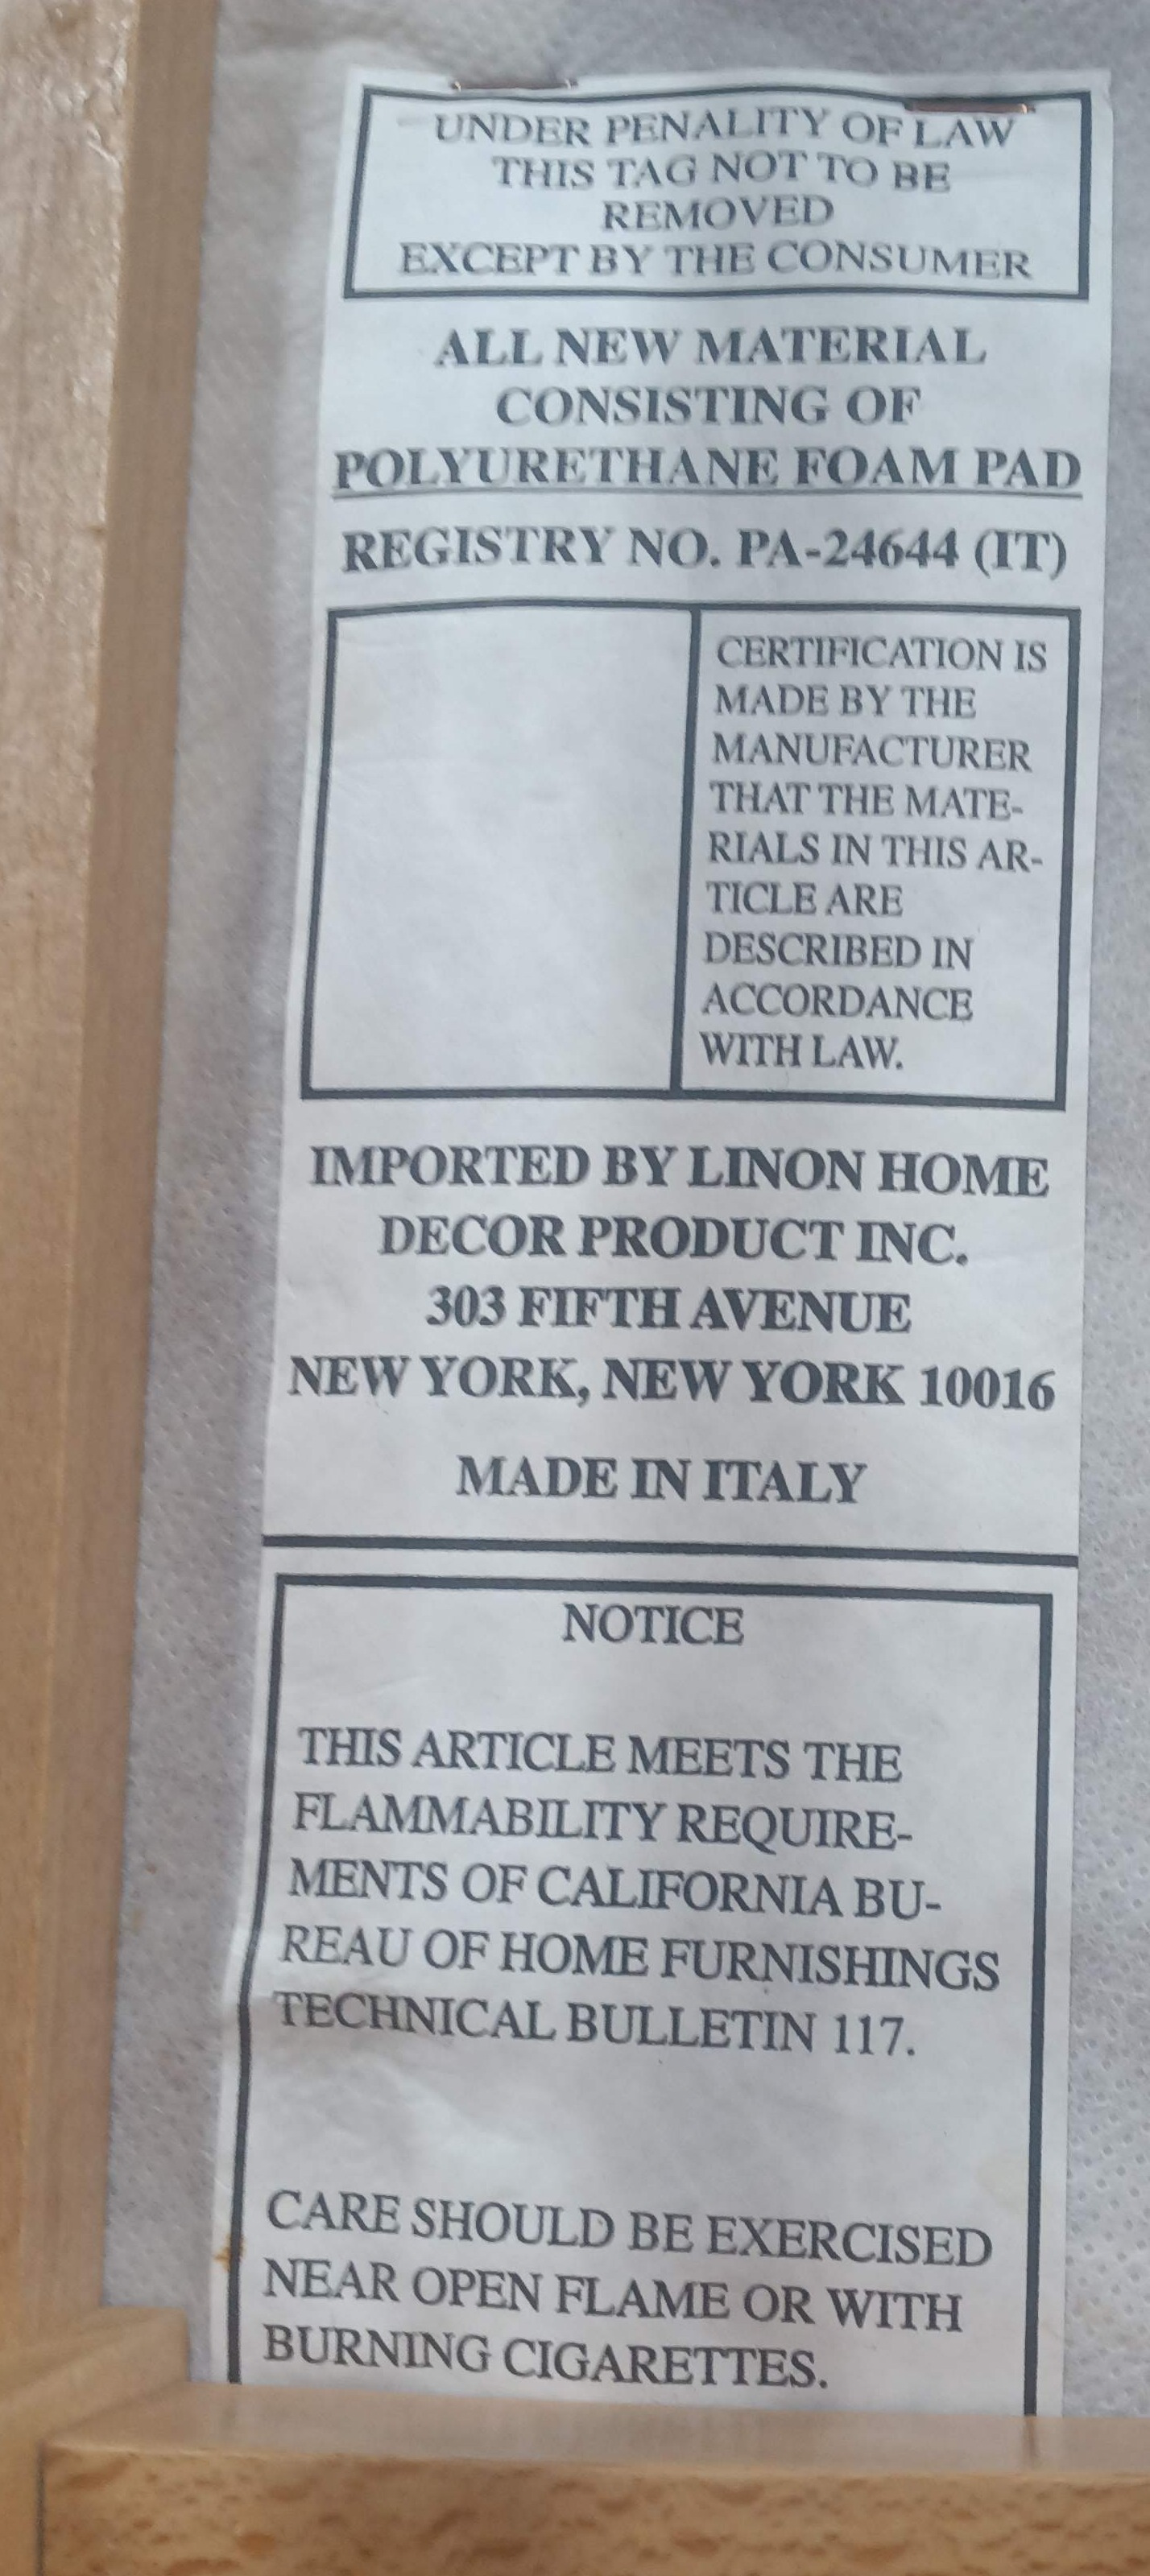 UNDER PENALITY OF LAW
THIS TAG NOT TO BE
REMOVED
EXCEPT BY THE CONSUMER
ALL NEW MATERIAL
CONSISTING OF
POLYURETHANE FOAM PAD
REGISTRY NO. PA-24644 (IT)
CERTIFICATION IS
MADE BY THE
MANUFACTURER
THAT THE MATE-
RIALS IN THIS AR-
TICLE ARE
DESCRIBED IN
ACCORDANCE
WITH LAW.
IMPORTED BY LINON HOME
DECOR PRODUCT INC.
303 FIFTH AVENUE
NEW YORK, NEW YORK 10016
MADE IN ITALY
NOTICE
THIS ARTICLE MEETS THE
FLAMMABILITY REQUIRE-
MENTS OF CALIFORNIA BU-
REAU OF HOME FURNISHINGS
TECHNICAL BULLETIN 117.
CARE SHOULD BE EXERCISED
NEAR OPEN FLAME OR WITH
BURNING CIGARETTES.